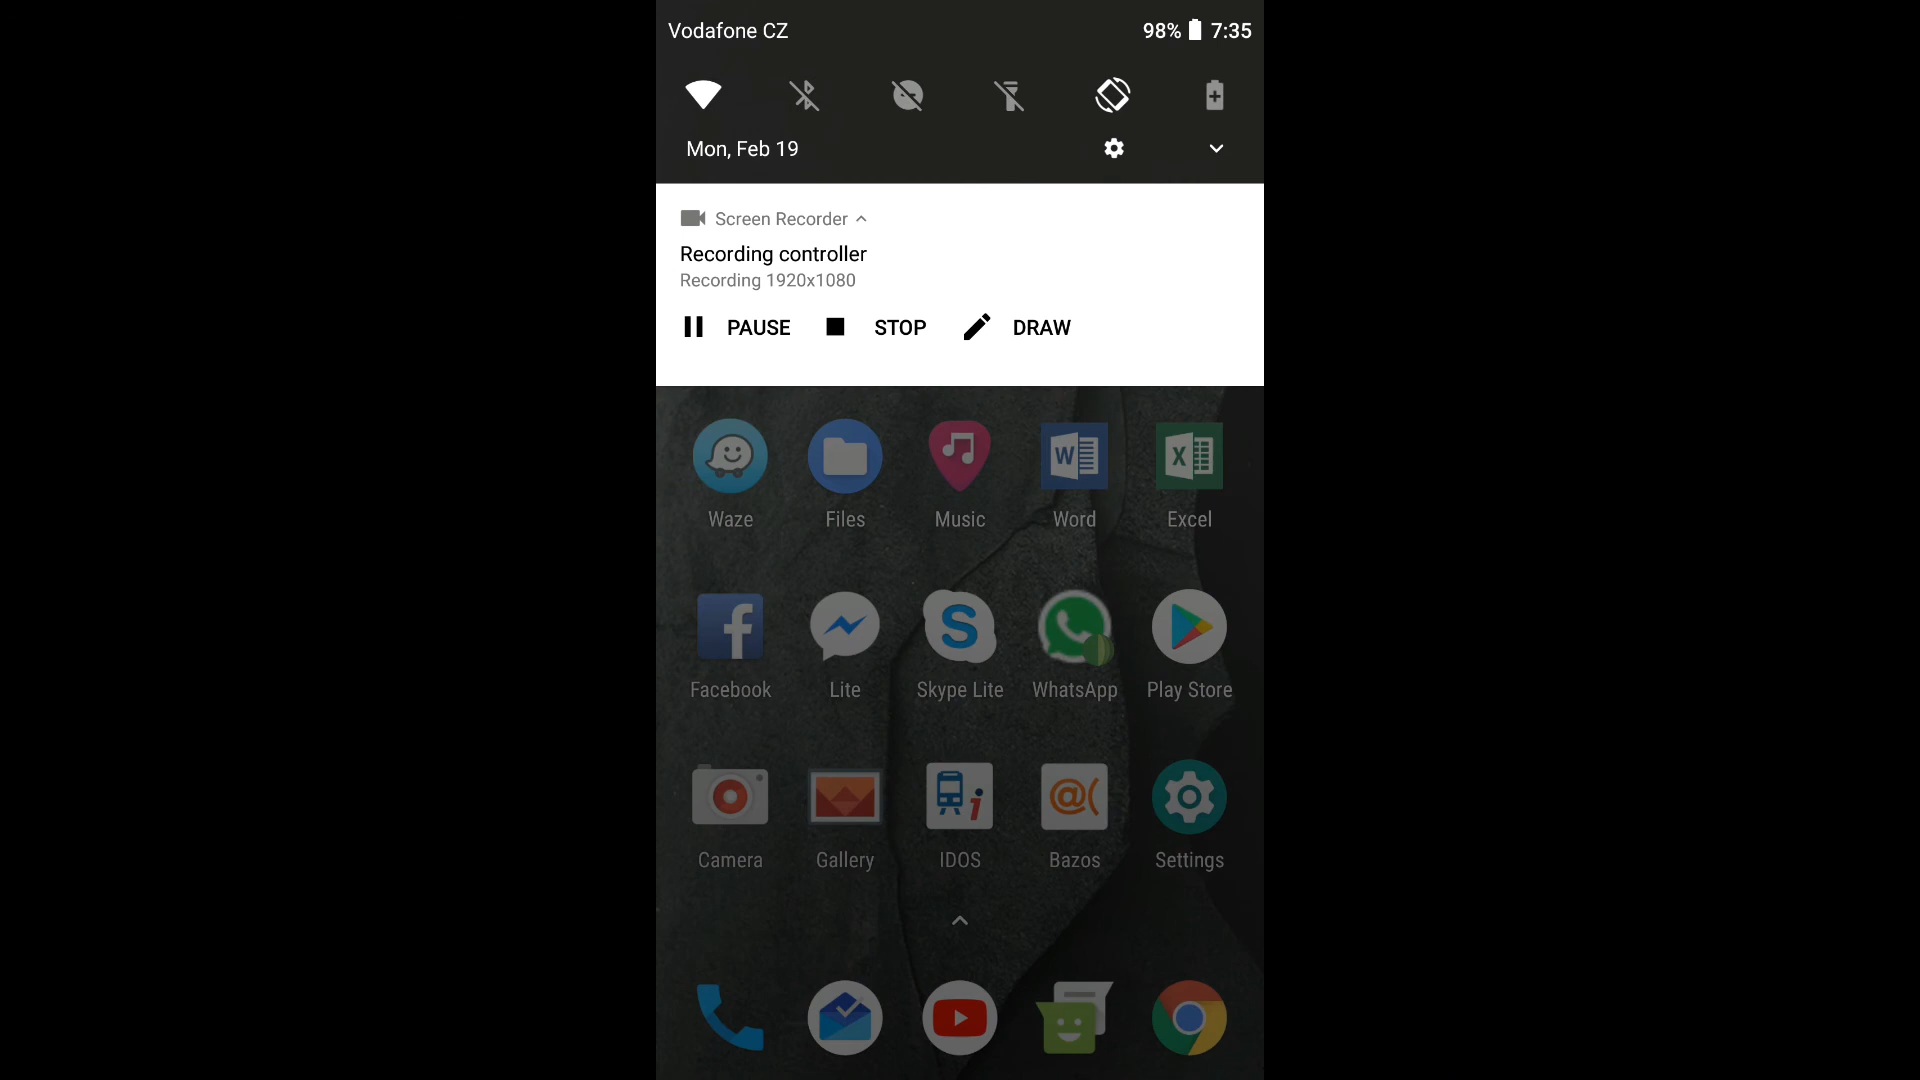 Vodafone CZ 98% 7:35
Mon, Feb 19
Screen Recorder
Recording controller
Recording 1920x1080
PAUSE STOP DRAW
Waze Files Music Word Excel
Facebook Lite Skype Lite WhatsApp Play Store
Camera Gallery IDOS Bazos Settings